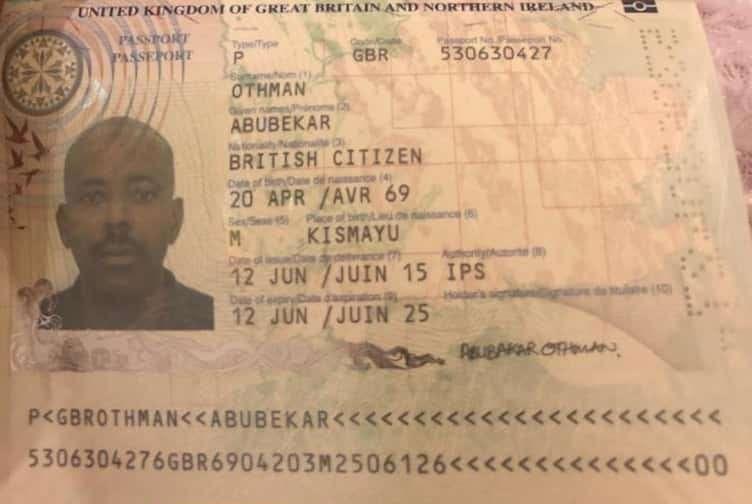 UNITED KINGDOM OF GREAT BRITAIN AND NORTHERN IRELAND
PASSPORT
PASSEPORT
Type/Type Code/Code Passport No./Passeport No.
P GBR 530630427
Surname/Nom (1)
OTHMAN
Given names/Prénoms (2)
ABUBEKAR
Nationality/Nationalité (3)
BRITISH CITIZEN
Date of birth/Date de naissance (4)
20 APR /AVR 69
Sex/Sexe (5) Place of birth/Lieu de naissance (6)
M KISMAYU
Date of issue/Date de délivrance (7) Authority/Autorité (8)
12 JUN /JUIN 15 IPS
Date of expiry/Date d'expiration (9) Holder's signature/Signature du titulaire (10)
12 JUN /JUIN 25
ABUBAKAR OTHMAN.
P<GBROTHMAN<<ABUBEKAR<<<<<<<<<<<<<<<<<<<<<<<
5306304276GBR6904203M2506126<<<<<<<<<<<<<<00